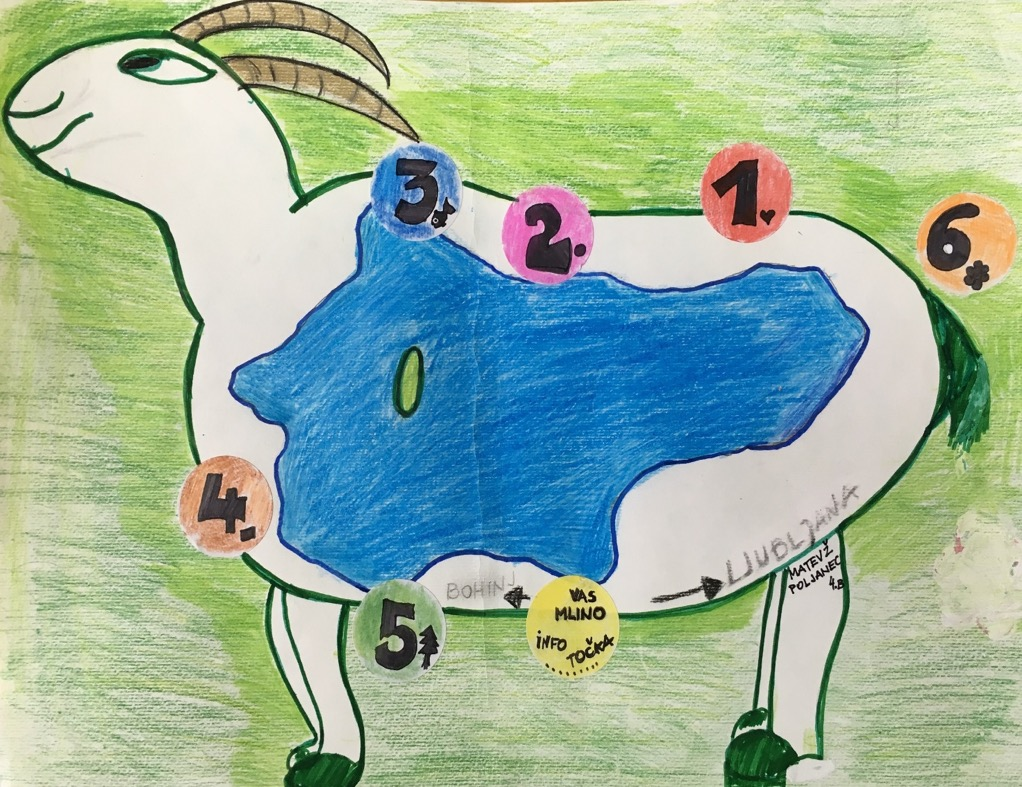 3
2.
1
6
4.
5
BOHINJ
VAS
MLINO
iNFO
TOČKA
LJUBLJANA
MATEVŽ
POLJANEC
4.B